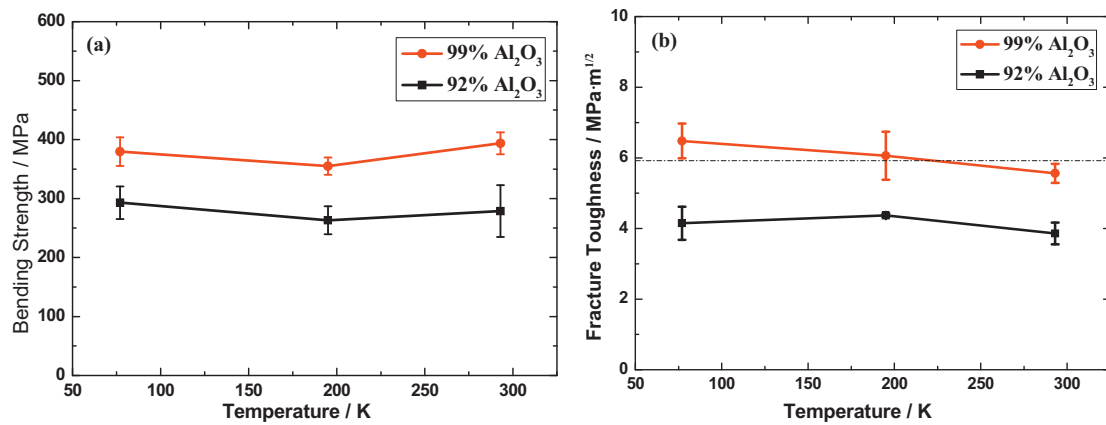 (a)
99% Al₂O₃
92% Al₂O₃
Bending Strength / MPa
600
500
400
300
200
100
0
50 100 150 200 250 300
Temperature / K
(b)
99% Al₂O₃
92% Al₂O₃
Fracture Toughness / MPa·m¹/²
10
8
6
4
2
0
50 100 150 200 250 300
Temperature / K